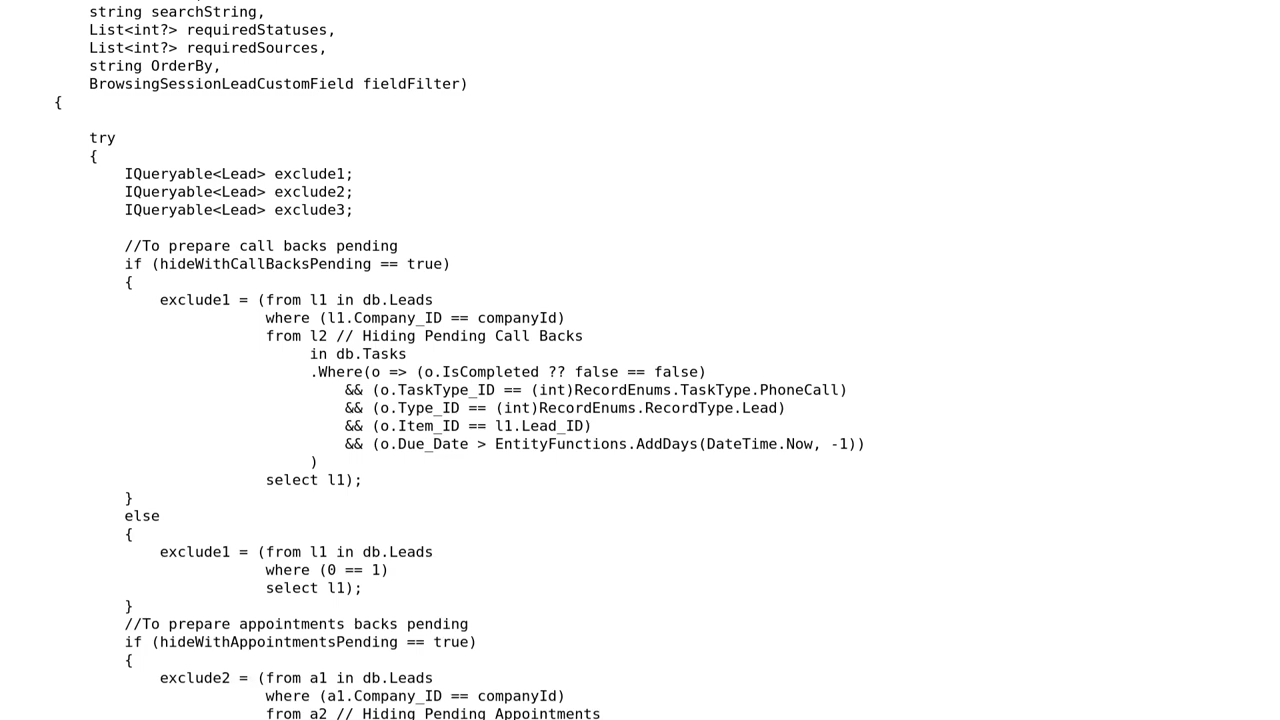 string searchString,
List<int?> requiredStatuses,
List<int?> requiredSources,
string OrderBy,
BrowsingSessionLeadCustomField fieldFilter)
{
try
{
IQueryable<Lead> exclude1;
IQueryable<Lead> exclude2;
IQueryable<Lead> exclude3;
//To prepare call backs pending
if (hideWithCallBacksPending == true)
{
exclude1 = (from l1 in db.Leads
where (l1.Company_ID == companyId)
from l2 // Hiding Pending Call Backs
in db.Tasks
.Where(o => (o.IsCompleted ?? false == false)
&& (o.TaskType_ID == (int)RecordEnums.TaskType.PhoneCall)
&& (o.Type_ID == (int)RecordEnums.RecordType.Lead)
&& (o.Item_ID == l1.Lead_ID)
&& (o.Due_Date > EntityFunctions.AddDays(DateTime.Now, -1))
)
select l1);
}
else
{
exclude1 = (from l1 in db.Leads
where (0 == 1)
select l1);
}
//To prepare appointments backs pending
if (hideWithAppointmentsPending == true)
{
exclude2 = (from a1 in db.Leads
where (a1.Company_ID == companyId)
from a2 // Hiding Pending Appointments